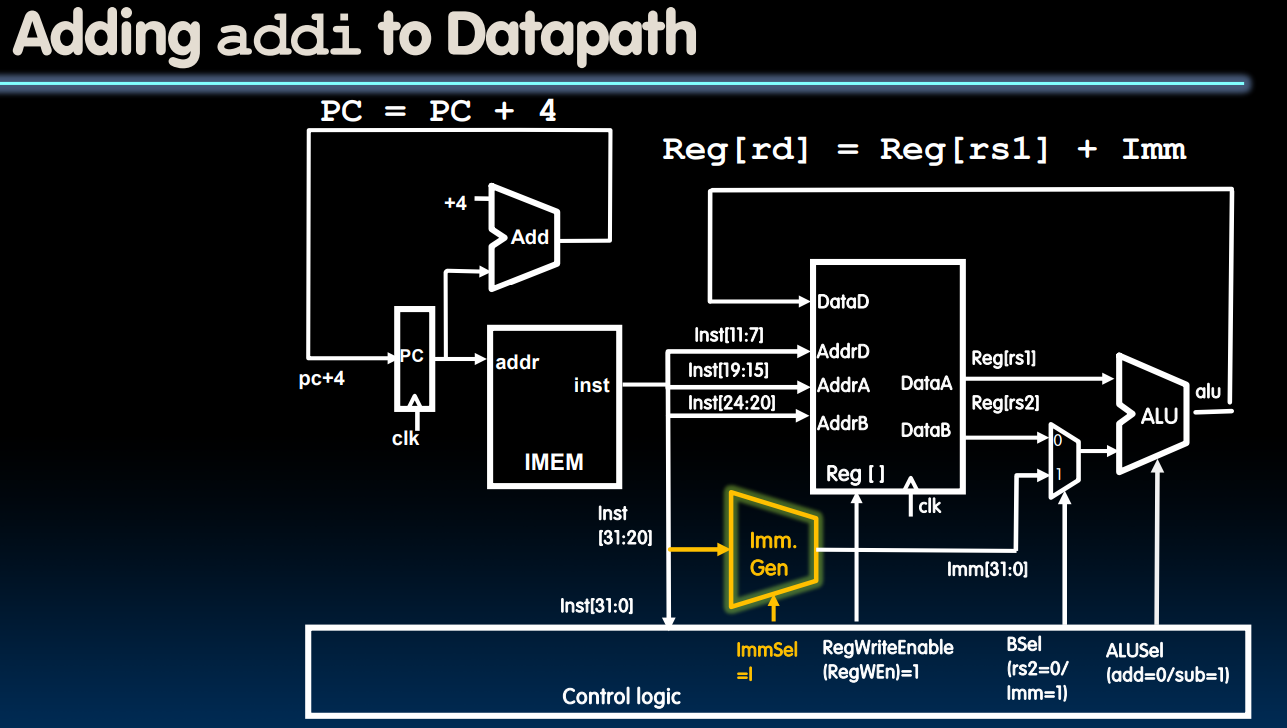 Adding addi to Datapath
PC = PC + 4
Reg[rd] = Reg[rs1] + Imm
+4
Add
pc+4
PC
clk
addr
inst
IMEM
Inst[11:7]
Inst[19:15]
Inst[24:20]
DataD
AddrD
AddrA
AddrB
DataA
DataB
Reg [ ]
clk
Reg[rs1]
Reg[rs2]
0
1
ALU
alu
Inst
[31:20]
Imm.
Gen
Imm[31:0]
Inst[31:0]
ImmSel
=I
RegWriteEnable
(RegWEn)=1
BSel
(rs2=0/
Imm=1)
ALUSel
(add=0/sub=1)
Control logic